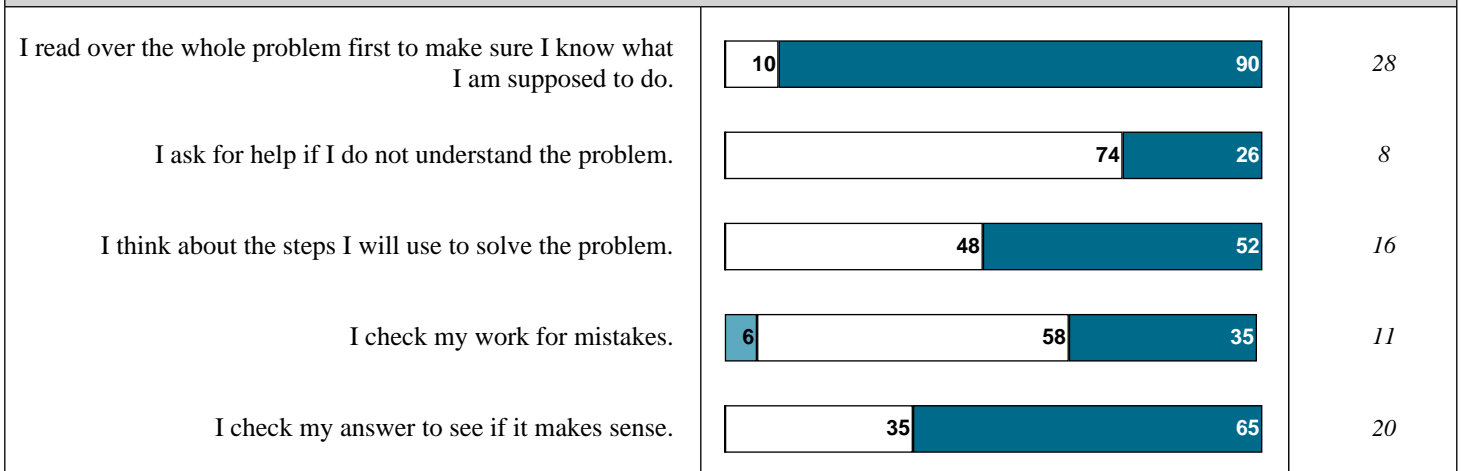 I read over the whole problem first to make sure I know what
I am supposed to do.
10 90 28
I ask for help if I do not understand the problem.
74 26 8
I think about the steps I will use to solve the problem.
48 52 16
I check my work for mistakes.
6 58 35 11
I check my answer to see if it makes sense.
35 65 20